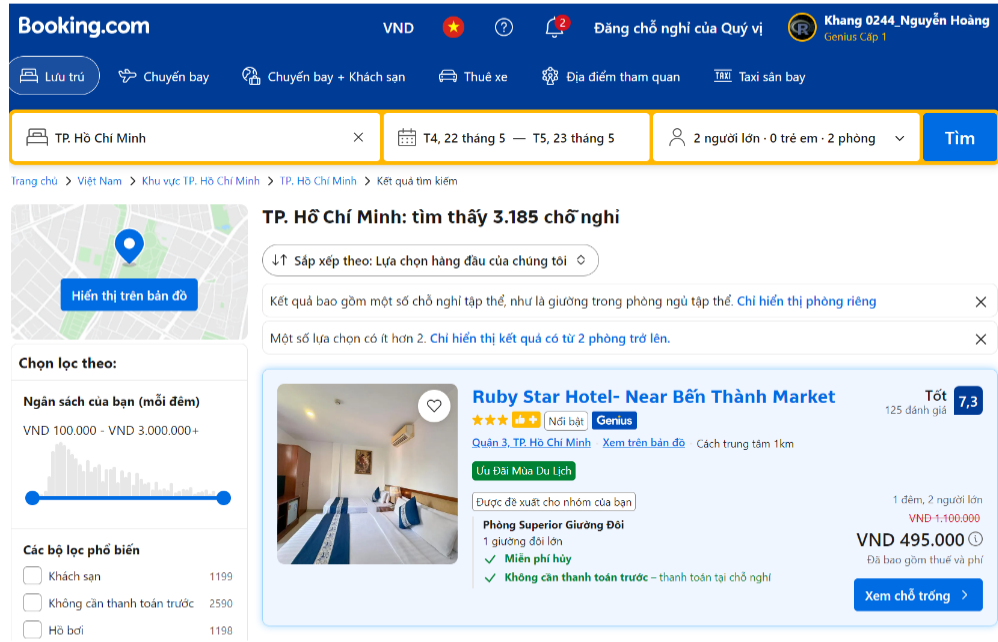 Booking.com
VND
2
Đăng chỗ nghỉ của Quý vị
Khang 0244_Nguyễn Hoàng
Genius Cấp 1
Lưu trú
Chuyến bay
Chuyến bay + Khách sạn
Thuê xe
Địa điểm tham quan
TAXI Taxi sân bay
TP. Hồ Chí Minh
T4, 22 tháng 5 — T5, 23 tháng 5
2 người lớn · 0 trẻ em · 2 phòng
Tìm
Trang chủ > Việt Nam > Khu vực TP. Hồ Chí Minh > TP. Hồ Chí Minh > Kết quả tìm kiếm
Hiển thị trên bản đồ
Chọn lọc theo:
Ngân sách của bạn (mỗi đêm)
VND 100.000 - VND 3.000.000+
Các bộ lọc phổ biến
Khách sạn 1199
Không cần thanh toán trước 2590
Hồ bơi 1198
TP. Hồ Chí Minh: tìm thấy 3.185 chỗ nghỉ
Sắp xếp theo: Lựa chọn hàng đầu của chúng tôi
Kết quả bao gồm một số chỗ nghỉ tập thể, như là giường trong phòng ngủ tập thể. Chỉ hiển thị phòng riêng
Một số lựa chọn có ít hơn 2. Chỉ hiển thị kết quả có từ 2 phòng trở lên.
Ruby Star Hotel- Near Bến Thành Market
Nổi bật
Genius
Quận 3, TP. Hồ Chí Minh · Xem trên bản đồ · Cách trung tâm 1km
Ưu Đãi Mùa Du Lịch
Được đề xuất cho nhóm của bạn
Phòng Superior Giường Đôi
1 giường đôi lớn
Miễn phí hủy
Không cần thanh toán trước – thanh toán tại chỗ nghỉ
Tốt
125 đánh giá
7,3
1 đêm, 2 người lớn
VND 1.100.000
VND 495.000
Đã bao gồm thuế và phí
Xem chỗ trống